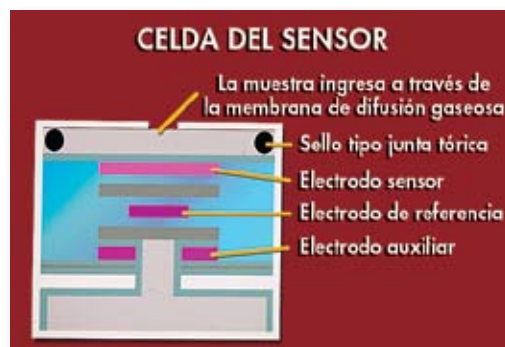 CELDA DEL SENSOR
La muestra ingresa a través de
la membrana de difusión gaseosa
Sello tipo junta tórica
Electrodo sensor
Electrodo de referencia
Electrodo auxiliar